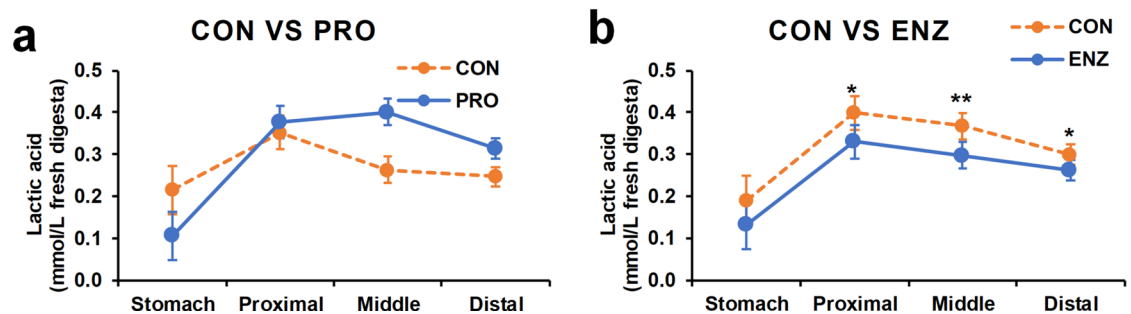 a
CON VS PRO
Lactic acid
(mmol/L fresh digesta)
0.5
0.4
0.3
0.2
0.1
0.0
CON
PRO
Stomach Proximal Middle Distal
b
CON VS ENZ
Lactic acid
(mmol/L fresh digesta)
0.5
0.4
0.3
0.2
0.1
0.0
CON
ENZ
* ** *
Stomach Proximal Middle Distal